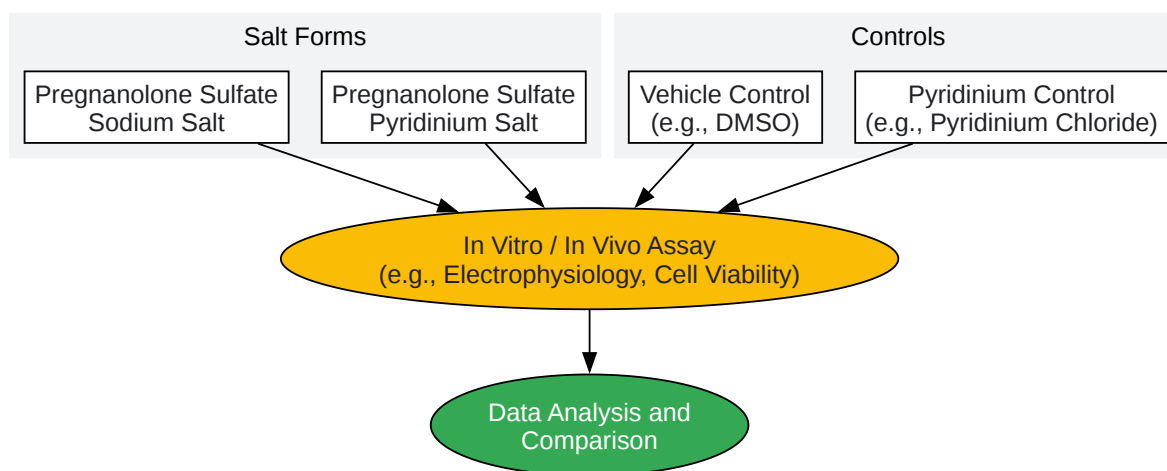 Salt Forms
Controls
Pregnanolone Sulfate
Sodium Salt
Pregnanolone Sulfate
Pyridinium Salt
Vehicle Control
(e.g., DMSO)
Pyridinium Control
(e.g., Pyridinium Chloride)
In Vitro / In Vivo Assay
(e.g., Electrophysiology, Cell Viability)
Data Analysis and
Comparison